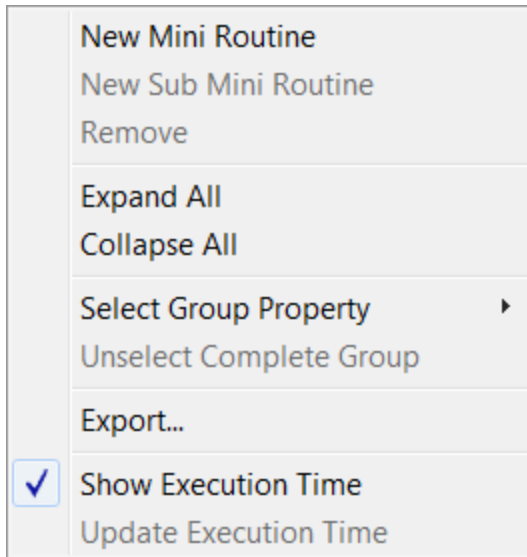 New Mini Routine
New Sub Mini Routine
Remove
Expand All
Collapse All
Select Group Property
Unselect Complete Group
Export...
Show Execution Time
Update Execution Time